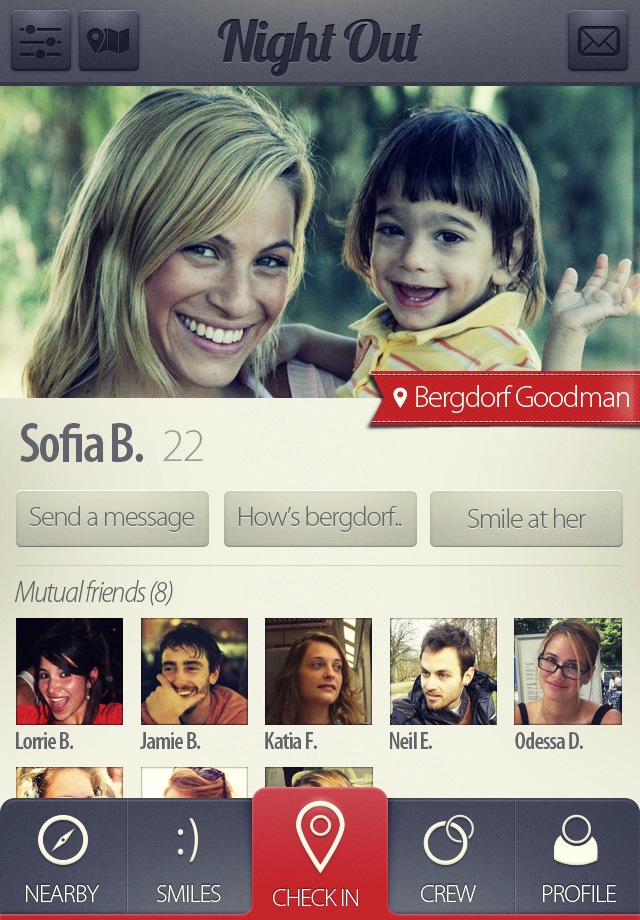 Night Out
Bergdorf Goodman
Sofia B. 22
Send a message
How's bergdorf..
Smile at her
Mutual friends (8)
Lorrie B.
Jamie B.
Katia F.
Neil E.
Odessa D.
NEARBY
:)
SMILES
CHECK IN
CREW
PROFILE